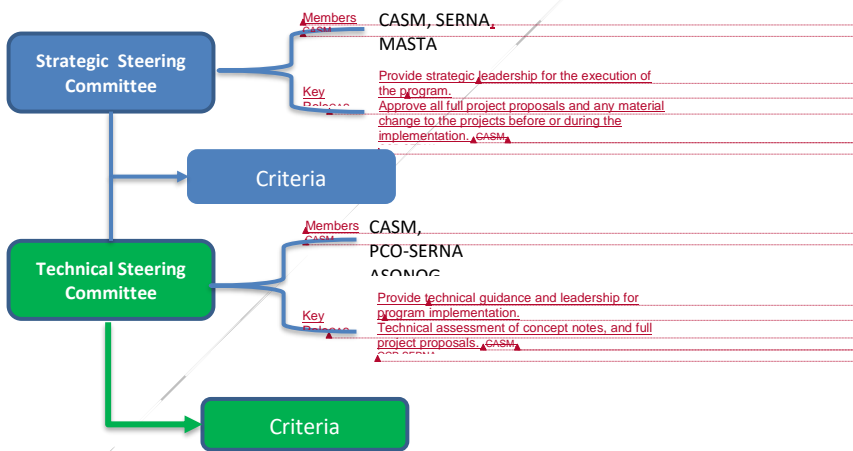 Members
CASM
CASM, SERNA,
MASTA
Strategic Steering
Committee
Key
Provide strategic leadership for the execution of
the program.
Approve all full project proposals and any material
change to the projects before or during the
implementation. CASM
Criteria
Members
CASM
CASM,
PCO-SERNA
ASONOG
Technical Steering
Committee
Key
Provide technical guidance and leadership for
program implementation.
Technical assessment of concept notes, and full
project proposals. CASM
Criteria